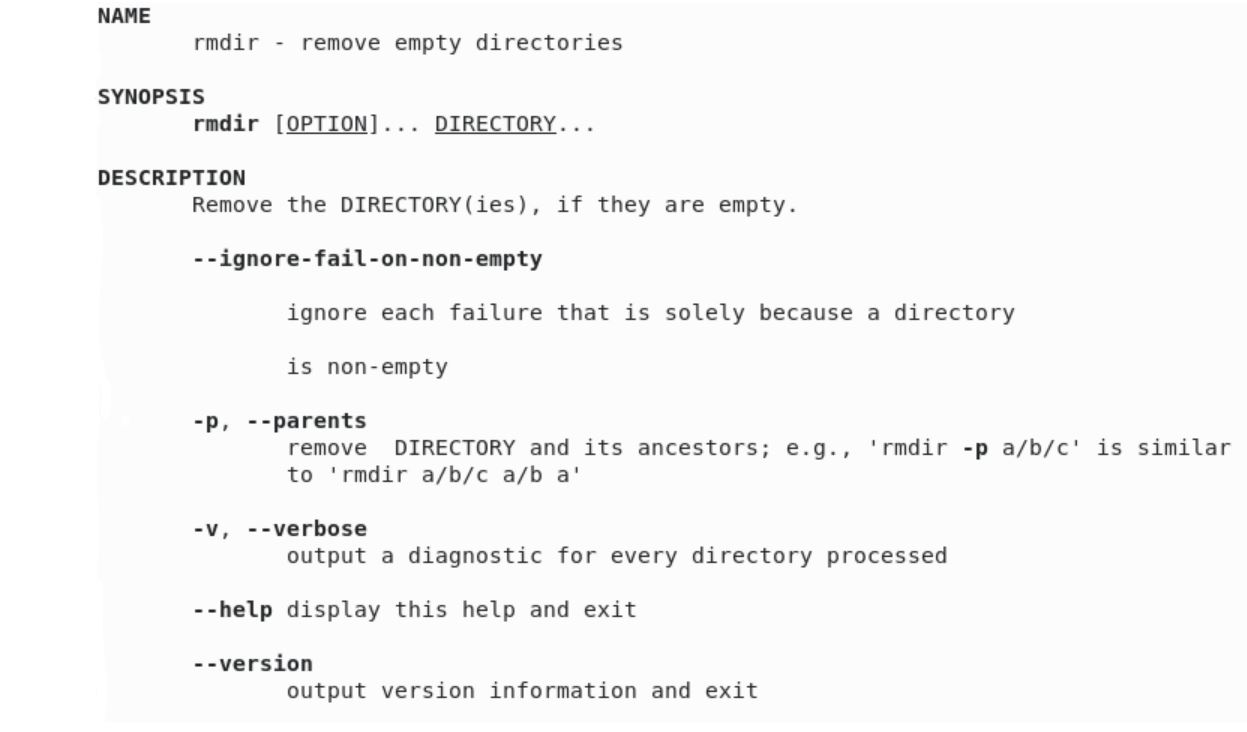 NAME
rmdir - remove empty directories
SYNOPSIS
rmdir [OPTION]... DIRECTORY...
DESCRIPTION
Remove the DIRECTORY(ies), if they are empty.
--ignore-fail-on-non-empty
ignore each failure that is solely because a directory
is non-empty
-p, --parents
remove  DIRECTORY and its ancestors; e.g., 'rmdir -p a/b/c' is similar
to 'rmdir a/b/c a/b a'
-v, --verbose
output a diagnostic for every directory processed
--help display this help and exit
--version
output version information and exit